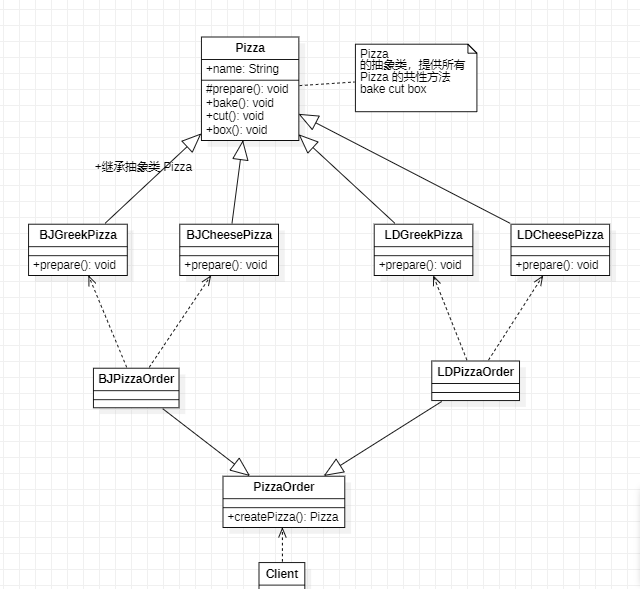 Pizza
+name: String
#prepare(): void
+bake(): void
+cut(): void
+box(): void
Pizza
的抽象类，提供所有
Pizza 的共性方法
bake cut box
+继承抽象类 Pizza
BJGreekPizza
+prepare(): void
BJCheesePizza
+prepare(): void
LDGreekPizza
+prepare(): void
LDCheesePizza
+prepare(): void
BJPizzaOrder
LDPizzaOrder
PizzaOrder
+createPizza(): Pizza
Client